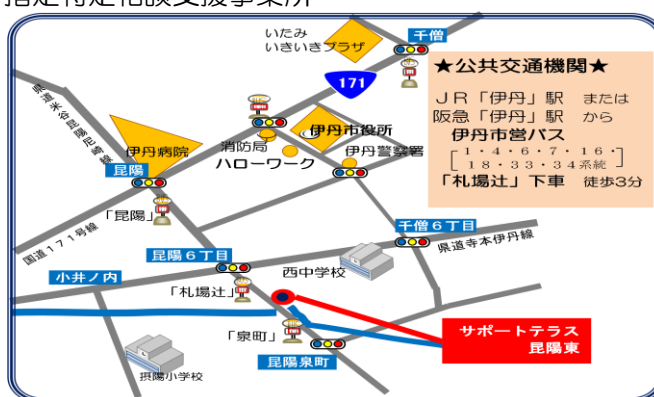 指定特定相談支援事業所
いたみ
いきいきプラザ
千僧
171
★公共交通機関★
JR「伊丹」駅 または
阪急「伊丹」駅 から
伊丹市営バス
1・4・6・7・16・
18・33・34系統
「札場辻」下車 徒歩3分
県道米谷昆陽尼崎線
伊丹病院
消防局
ハローワーク
伊丹市役所
伊丹警察署
昆陽
「昆陽」
国道171号線
千僧6丁目
県道寺本伊丹線
昆陽6丁目
西中学校
小井ノ内
「札場辻」
「泉町」
サポートテラス
昆陽東
昆陽泉町
摂陽小学校